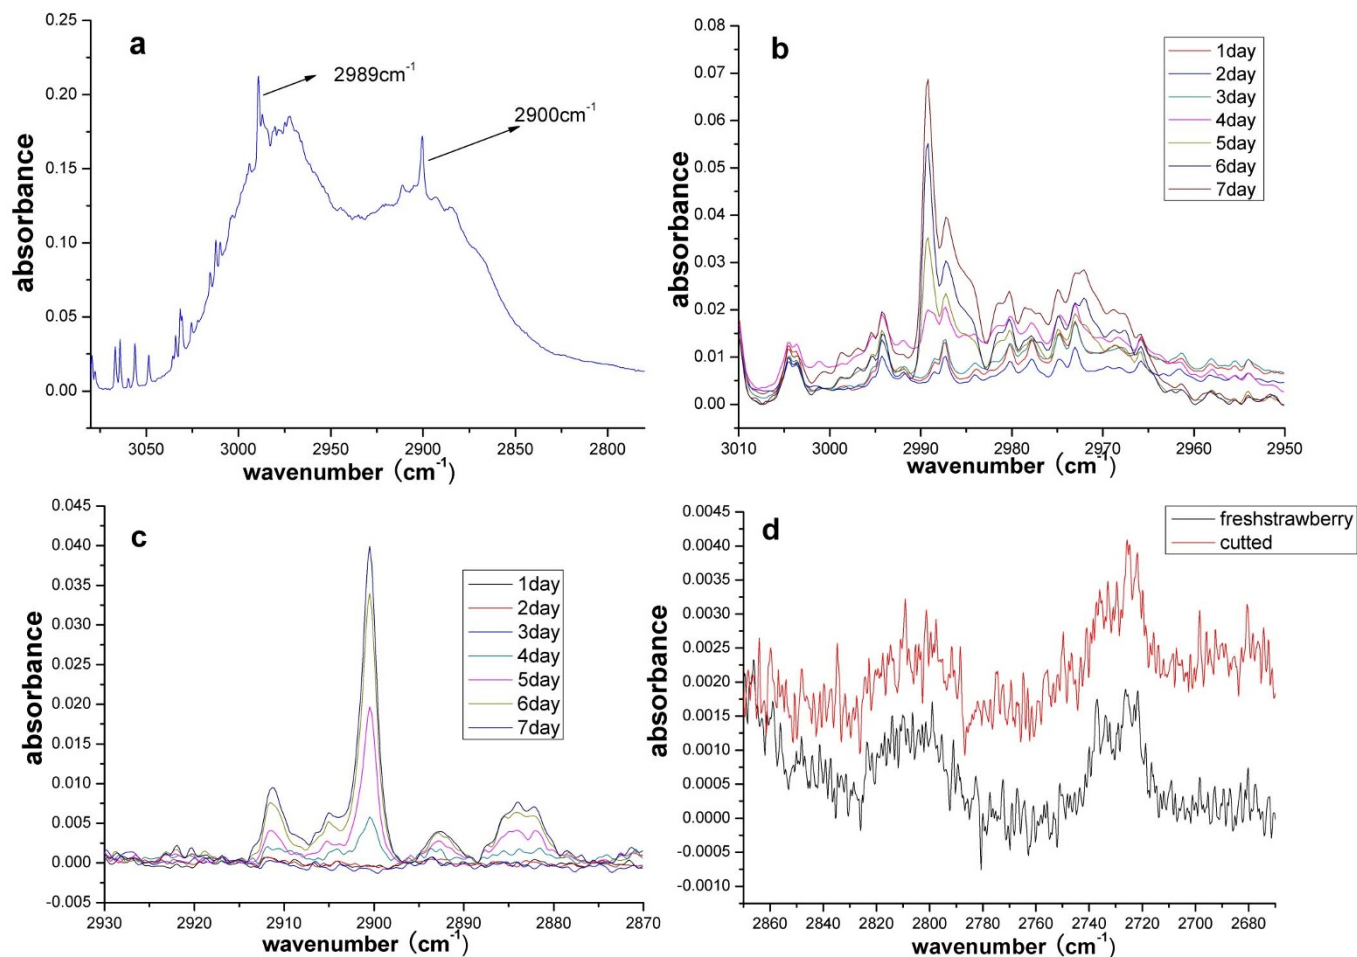 a
2989cm-1
2900cm-1
absorbance
0.25
0.20
0.15
0.10
0.05
0.00
3050 3000 2950 2900 2850 2800
wavenumber (cm-1)
b
1day
2day
3day
4day
5day
6day
7day
absorbance
0.08
0.07
0.06
0.05
0.04
0.03
0.02
0.01
0.00
3010 3000 2990 2980 2970 2960 2950
wavenumber (cm-1)
c
1day
2day
3day
4day
5day
6day
7day
absorbance
0.045
0.040
0.035
0.030
0.025
0.020
0.015
0.010
0.005
0.000
-0.005
2930 2920 2910 2900 2890 2880 2870
wavenumber (cm-1)
d
freshstrawberry
cutted
absorbance
0.0045
0.0040
0.0035
0.0030
0.0025
0.0020
0.0015
0.0010
0.0005
0.0000
-0.0005
-0.0010
2860 2840 2820 2800 2780 2760 2740 2720 2700 2680
wavenumber (cm-1)